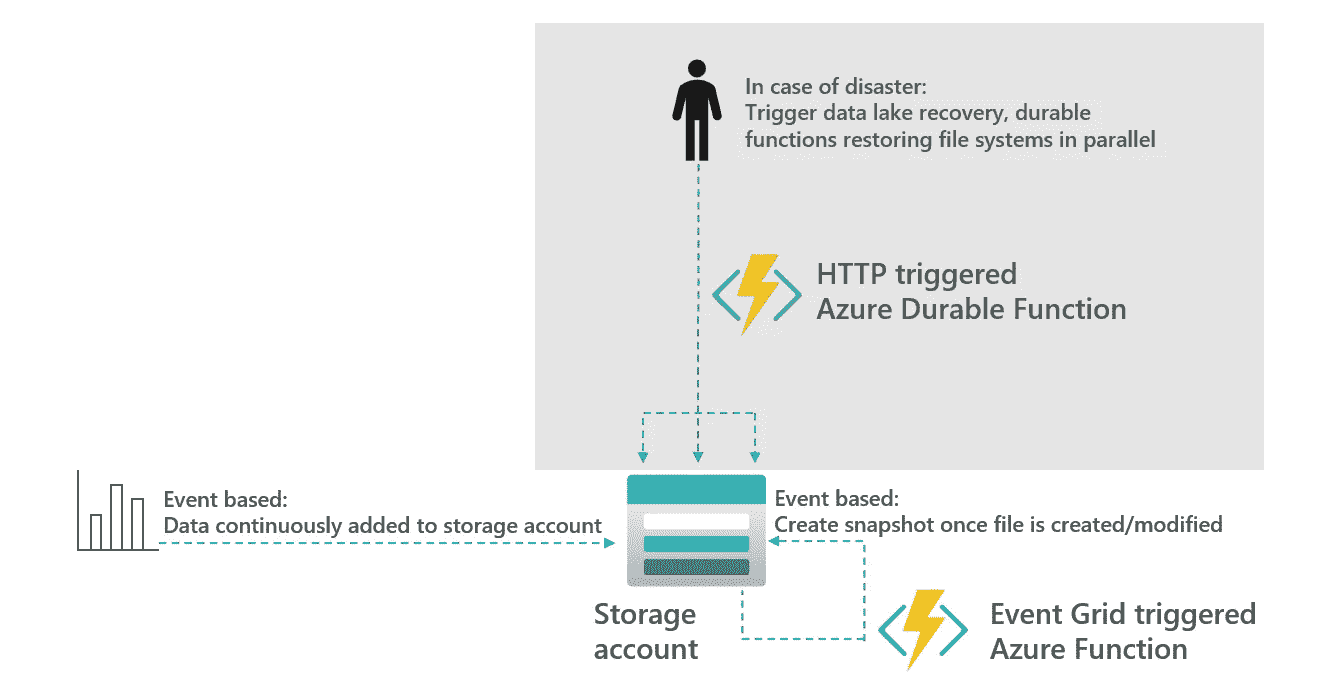 In case of disaster:
Trigger data lake recovery, durable
functions restoring file systems in parallel
HTTP triggered
Azure Durable Function
Event based:
Data continuously added to storage account
Event based:
Create snapshot once file is created/modified
Storage
account
Event Grid triggered
Azure Function